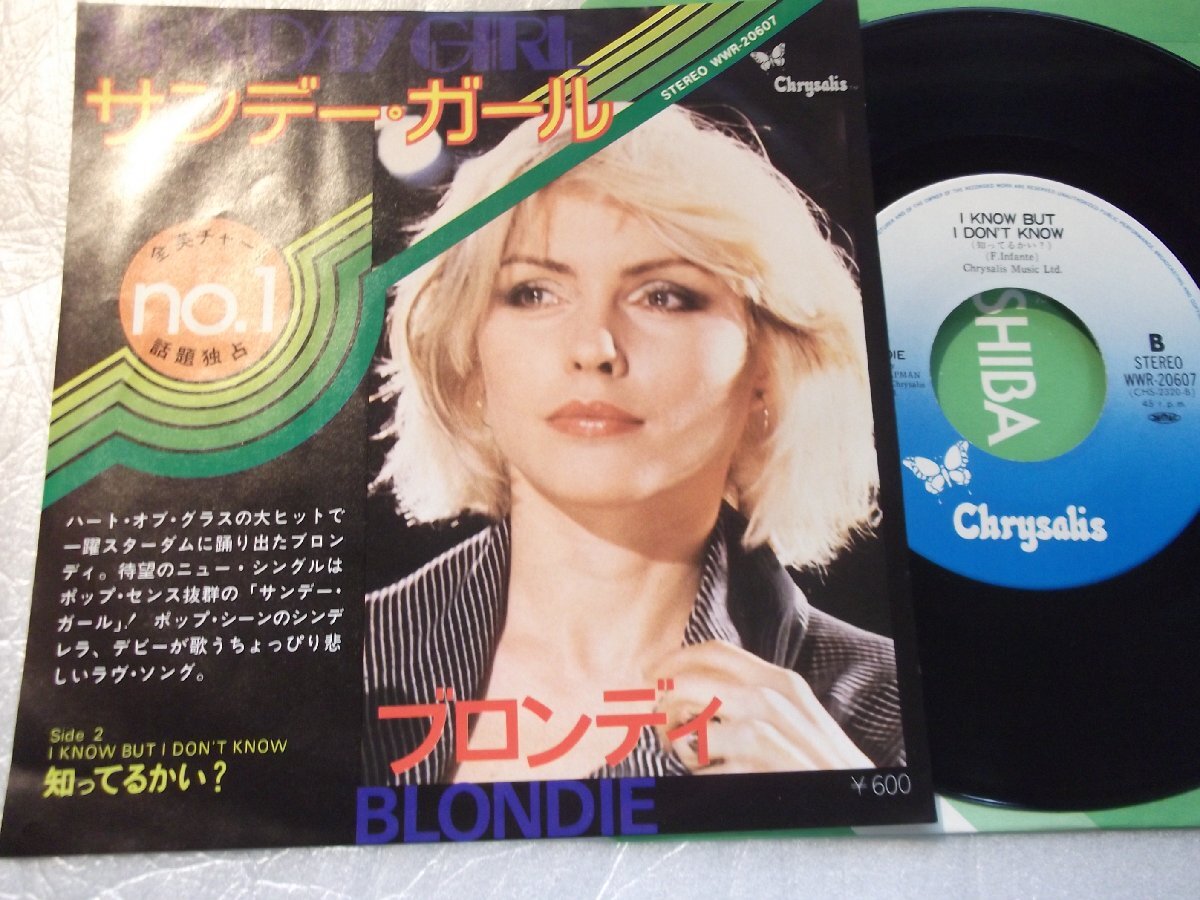 SUNDAY GIRL
サンデー・ガール
STEREO WWR-20607
Chrysalis
全英チャート
no.1
話題独占
ハート・オブ・グラスの大ヒットで
一躍スターダムに踊り出たブロン
ディ。待望のニュー・シングルは
ポップ・センス抜群の「サンデー・
ガール」! ポップ・シーンのシンデ
レラ、デビーが歌うちょっぴり悲
しいラヴ・ソング。
Side 2
I KNOW BUT I DON'T KNOW
知ってるかい?
ブロンディ
BLONDIE
¥600
I KNOW BUT
I DON'T KNOW
(知ってるかい?)
(F.Infante)
Chrysalis Music Ltd.
SHIBA
DIE
PMAN
Chrysalis
B
STEREO
WWR-20607
(CHS-2320-B)
45 r.p.m.
Chrysalis